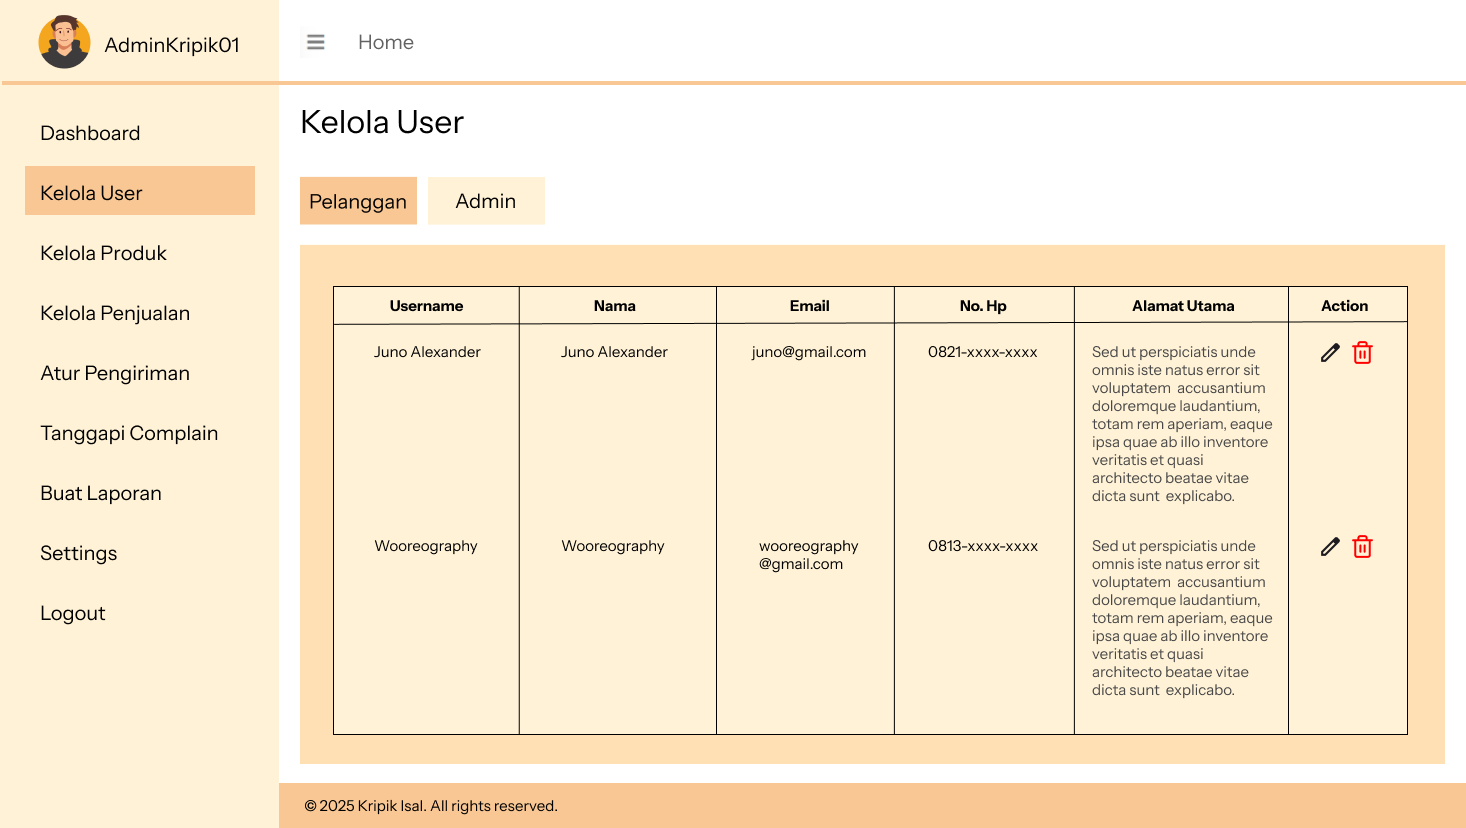 AdminKripik01
Home
Dashboard
Kelola User
Kelola Produk
Kelola Penjualan
Atur Pengiriman
Tanggapi Complain
Buat Laporan
Settings
Logout
Kelola User
Pelanggan Admin
Username Nama Email No. Hp Alamat Utama Action
Juno Alexander Juno Alexander juno@gmail.com 0821-xxxx-xxxx Sed ut perspiciatis unde
omnis iste natus error sit
voluptatem accusantium
doloremque laudantium,
totam rem aperiam, eaque
ipsa quae ab illo inventore
veritatis et quasi
architecto beatae vitae
dicta sunt explicabo.
Wooreography Wooreography wooreography 0813-xxxx-xxxx Sed ut perspiciatis unde
@gmail.com omnis iste natus error sit
voluptatem accusantium
doloremque laudantium,
totam rem aperiam, eaque
ipsa quae ab illo inventore
veritatis et quasi
architecto beatae vitae
dicta sunt explicabo.
© 2025 Kripik Isal. All rights reserved.